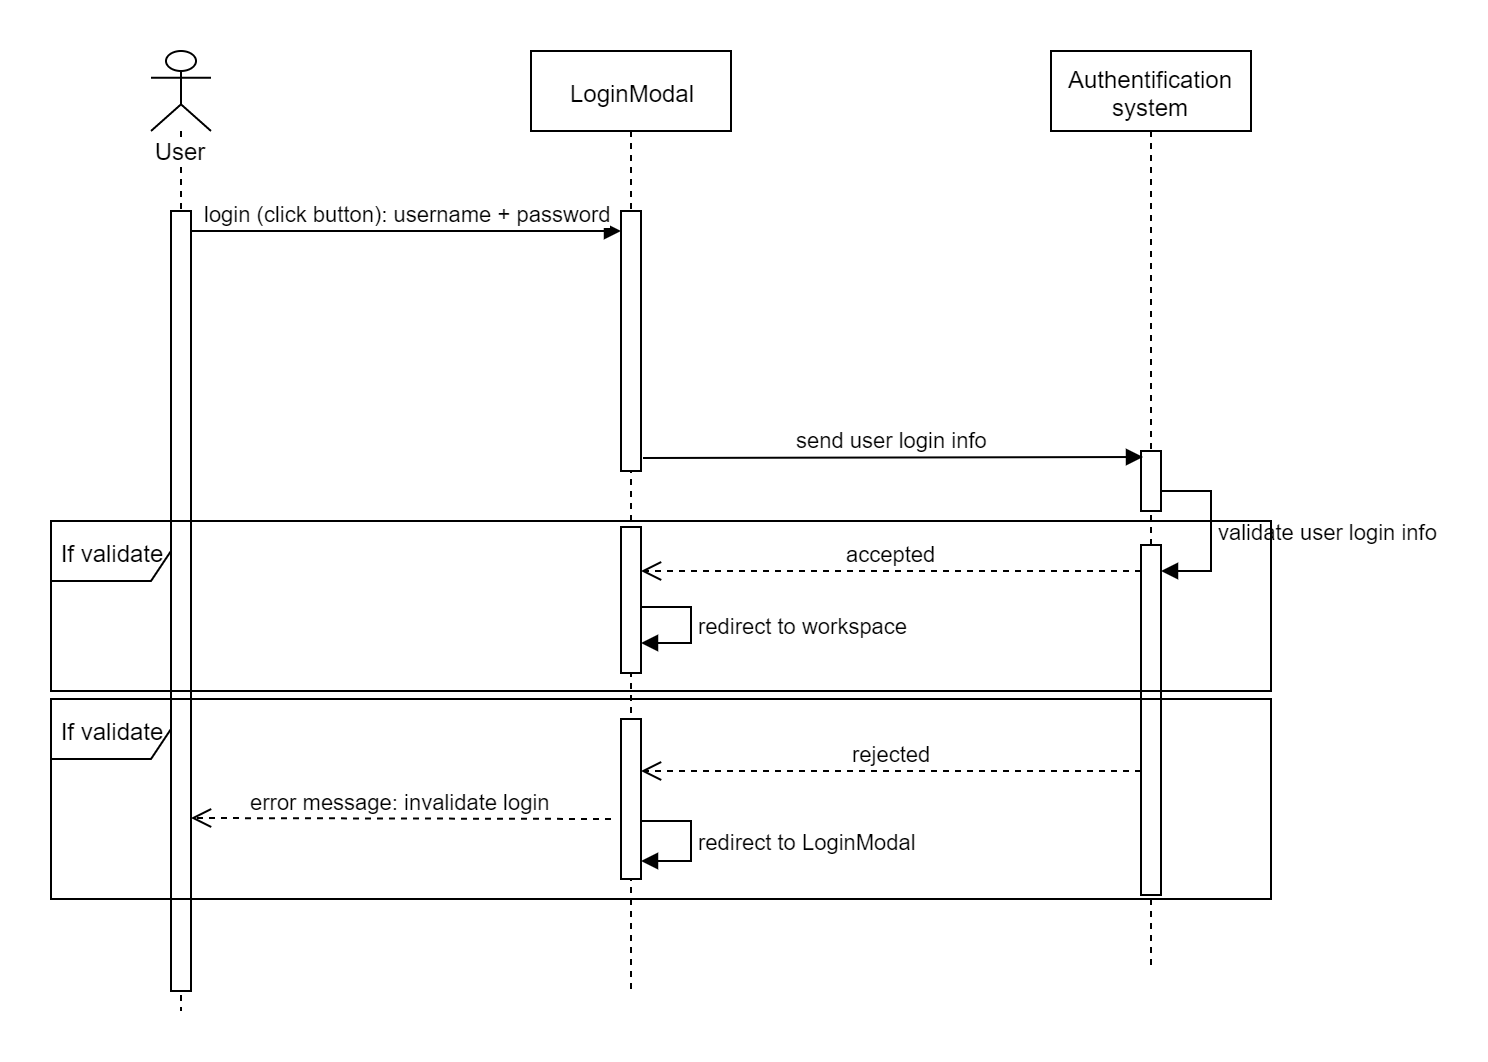 User
LoginModal
Authentification
system
login (click button): username + password
send user login info
validate user login info
If validate
accepted
redirect to workspace
If validate
rejected
error message: invalidate login
redirect to LoginModal